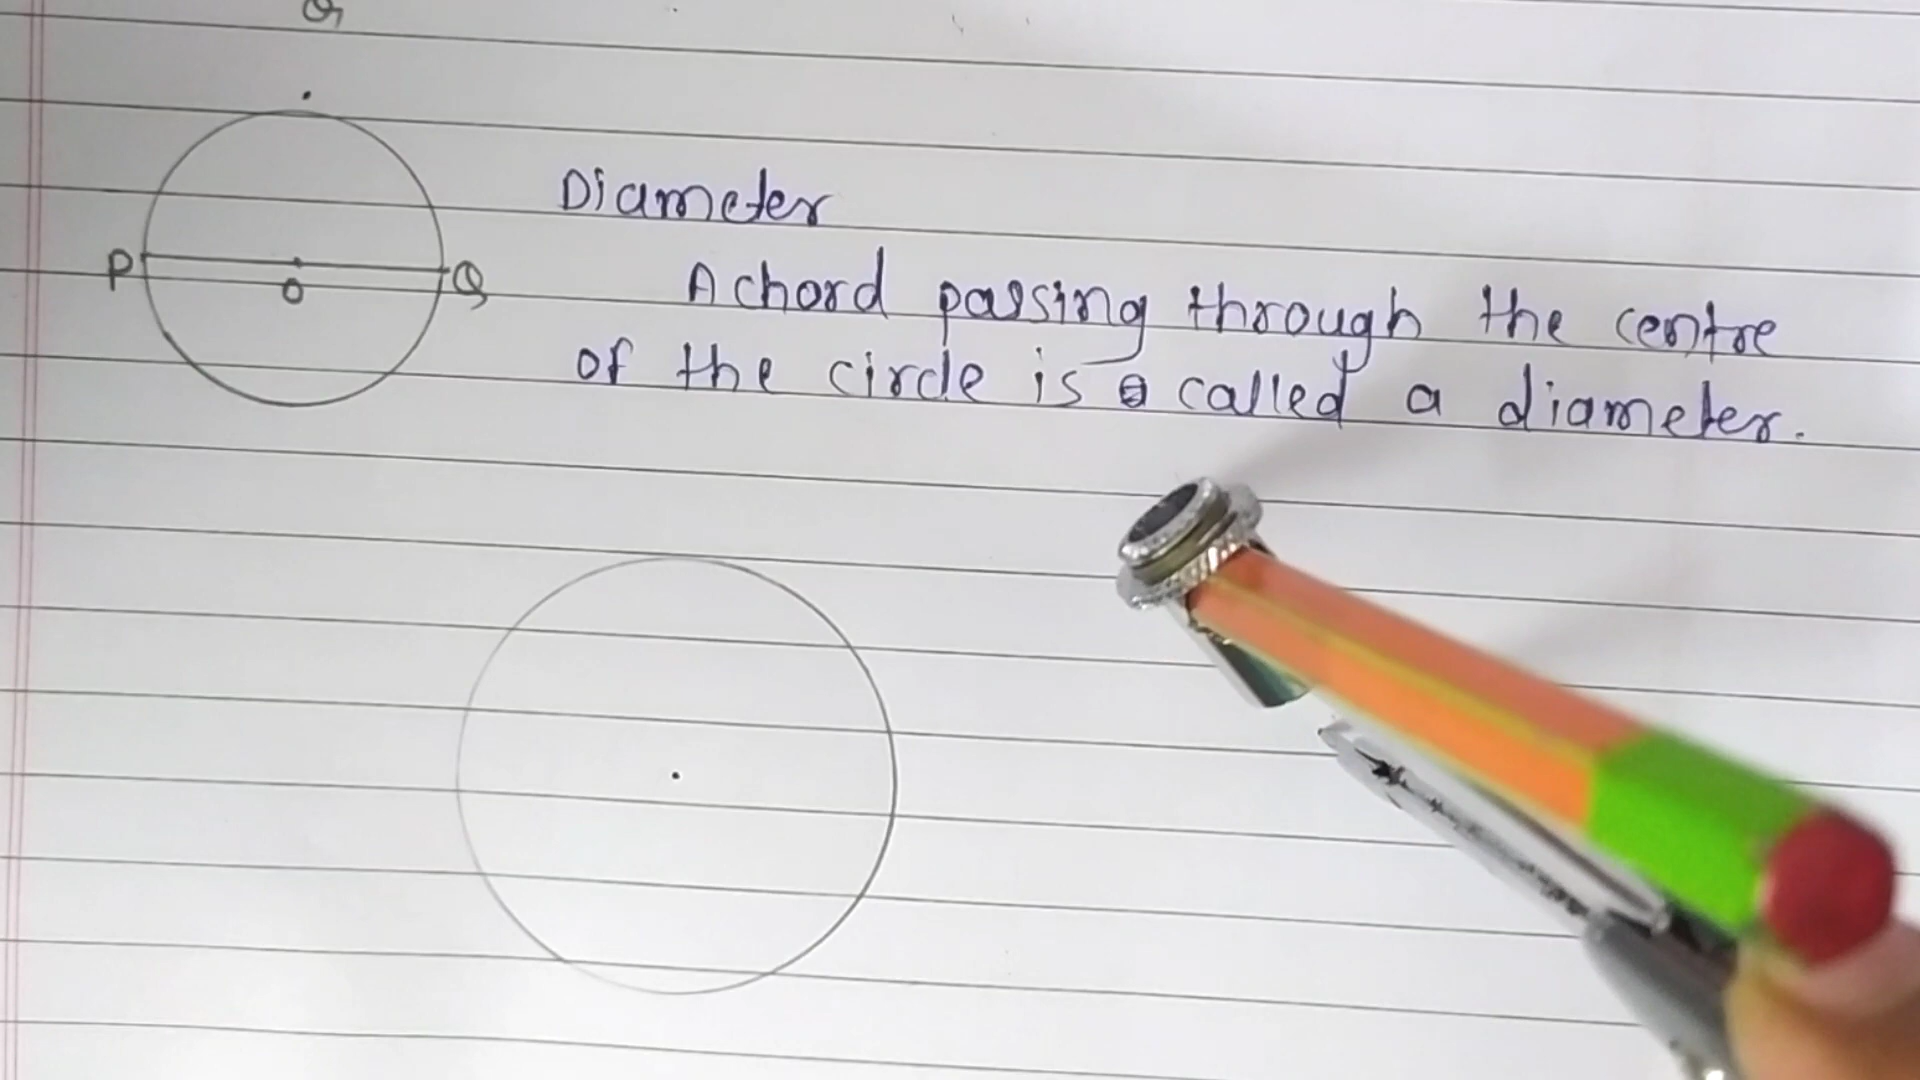 Diameter
P
Q
O
A chord passing through the centre
of the circle is called a diameter.